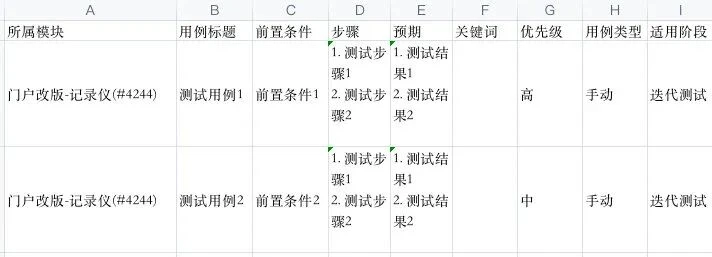 A B C D E F G H I
所属模块 用例标题 前置条件 步骤 预期 关键词 优先级 用例类型 适用阶段
门户改版-记录仪(#4244) 测试用例1 前置条件1 1. 测试步骤1 2. 测试步骤2 1. 测试结果1 2. 测试结果2 高 手动 迭代测试
门户改版-记录仪(#4244) 测试用例2 前置条件2 1. 测试步骤1 2. 测试步骤2 1. 测试结果1 2. 测试结果2 中 手动 迭代测试